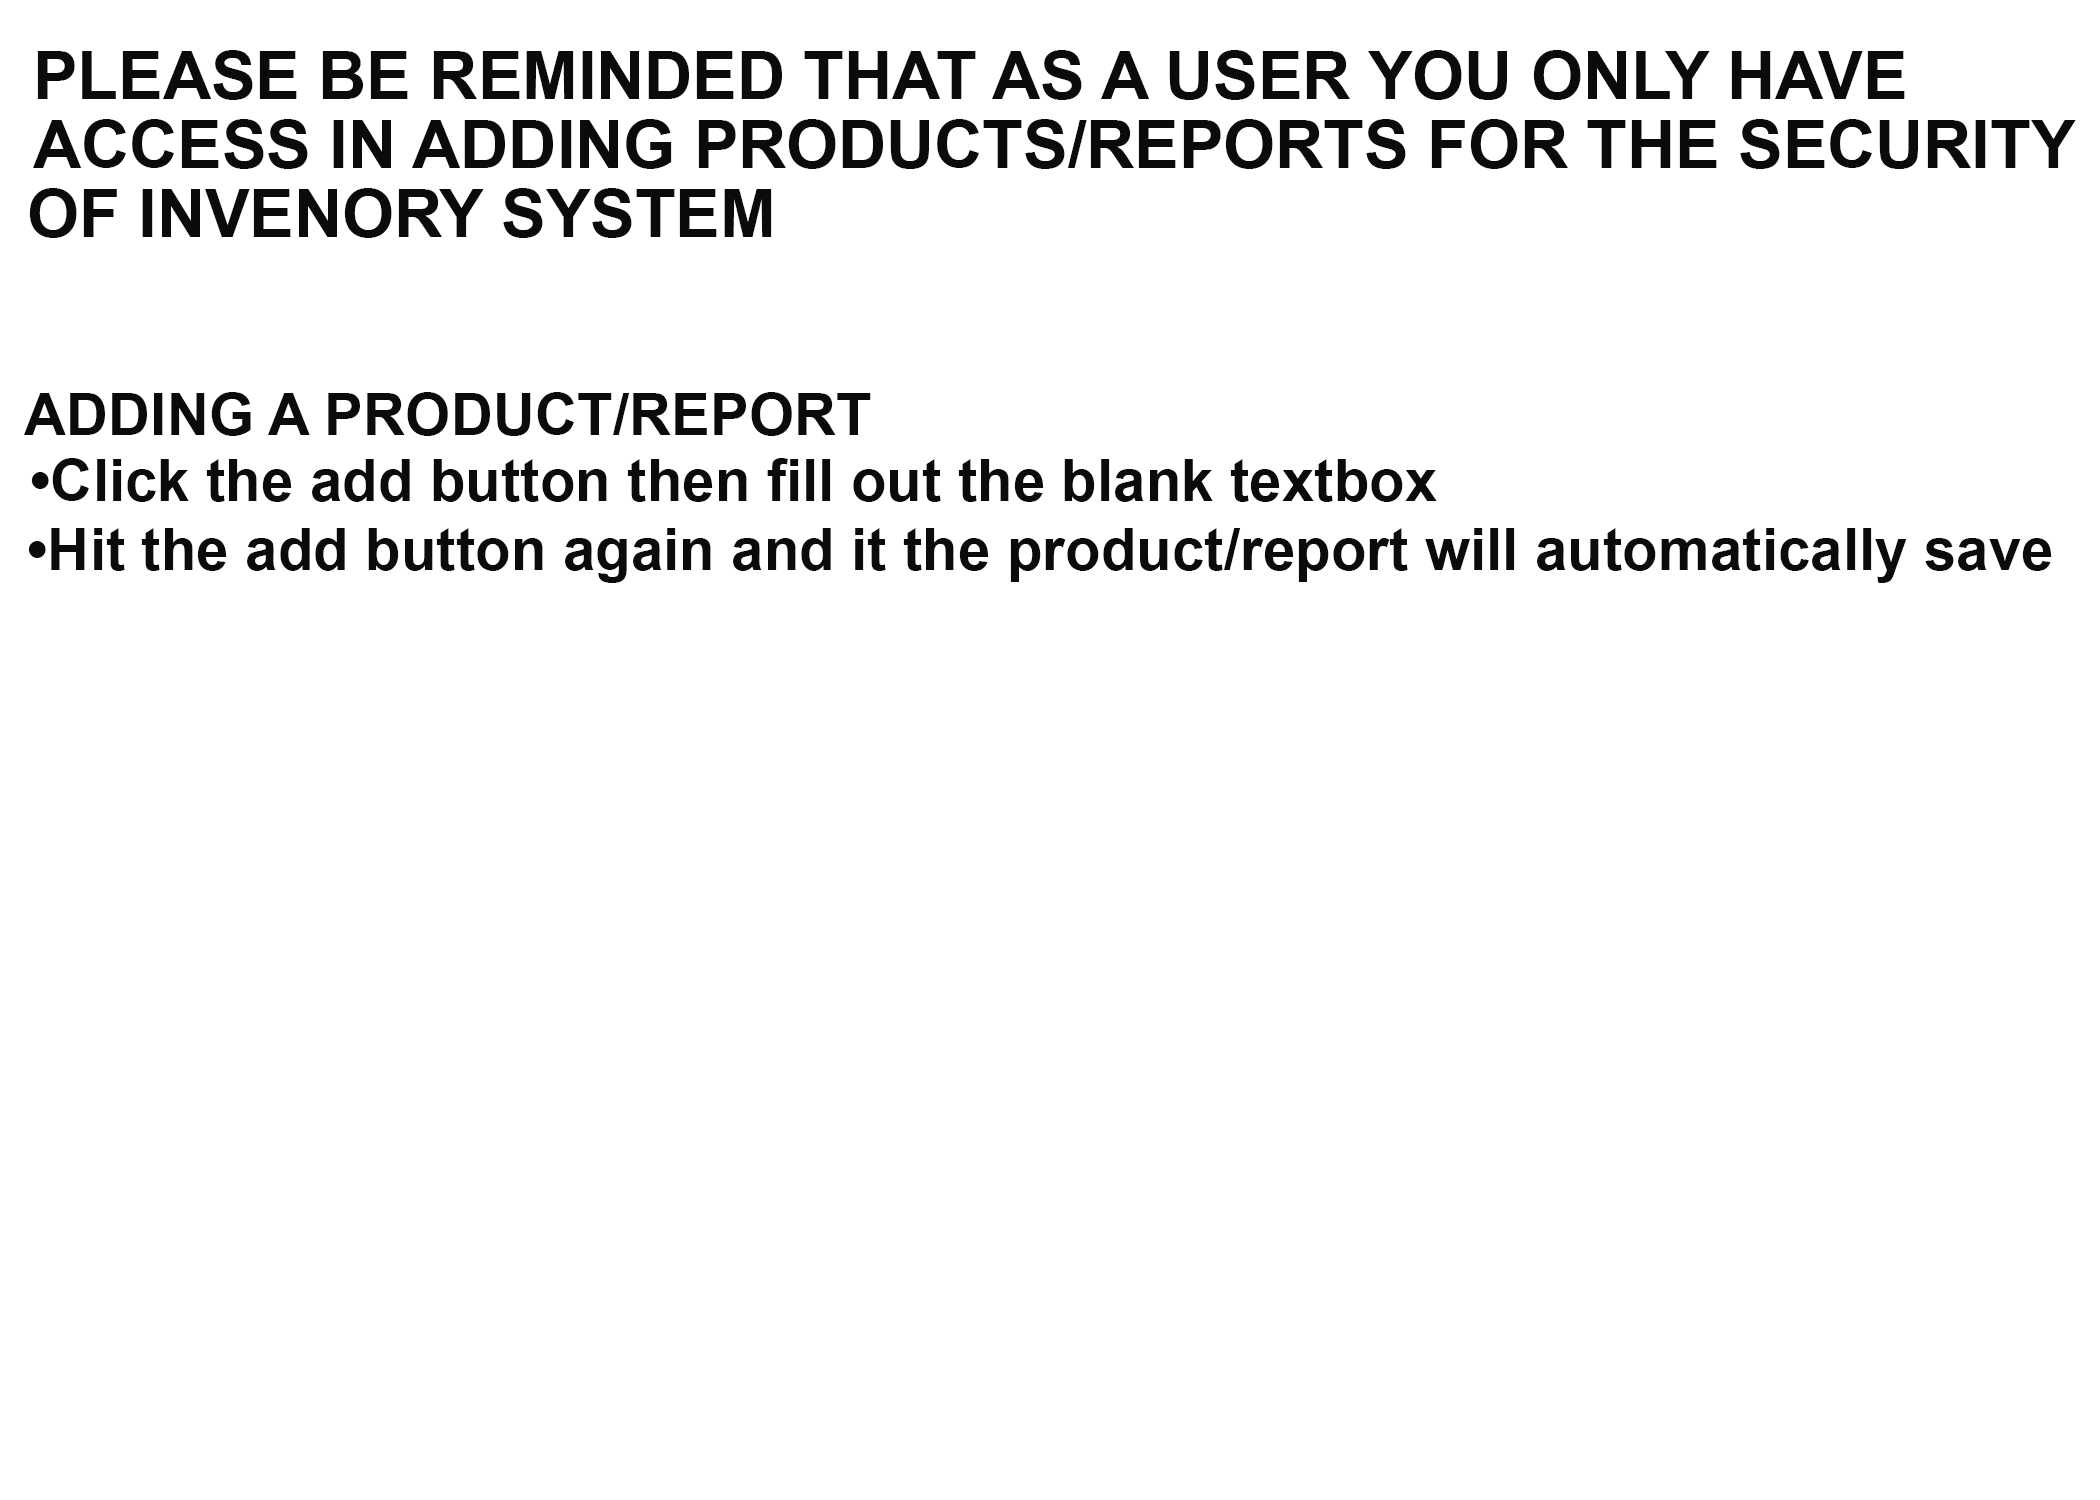 PLEASE BE REMINDED THAT AS A USER YOU ONLY HAVE
ACCESS IN ADDING PRODUCTS/REPORTS FOR THE SECURITY
OF INVENORY SYSTEM
ADDING A PRODUCT/REPORT
•Click the add button then fill out the blank textbox
•Hit the add button again and it the product/report will automatically save